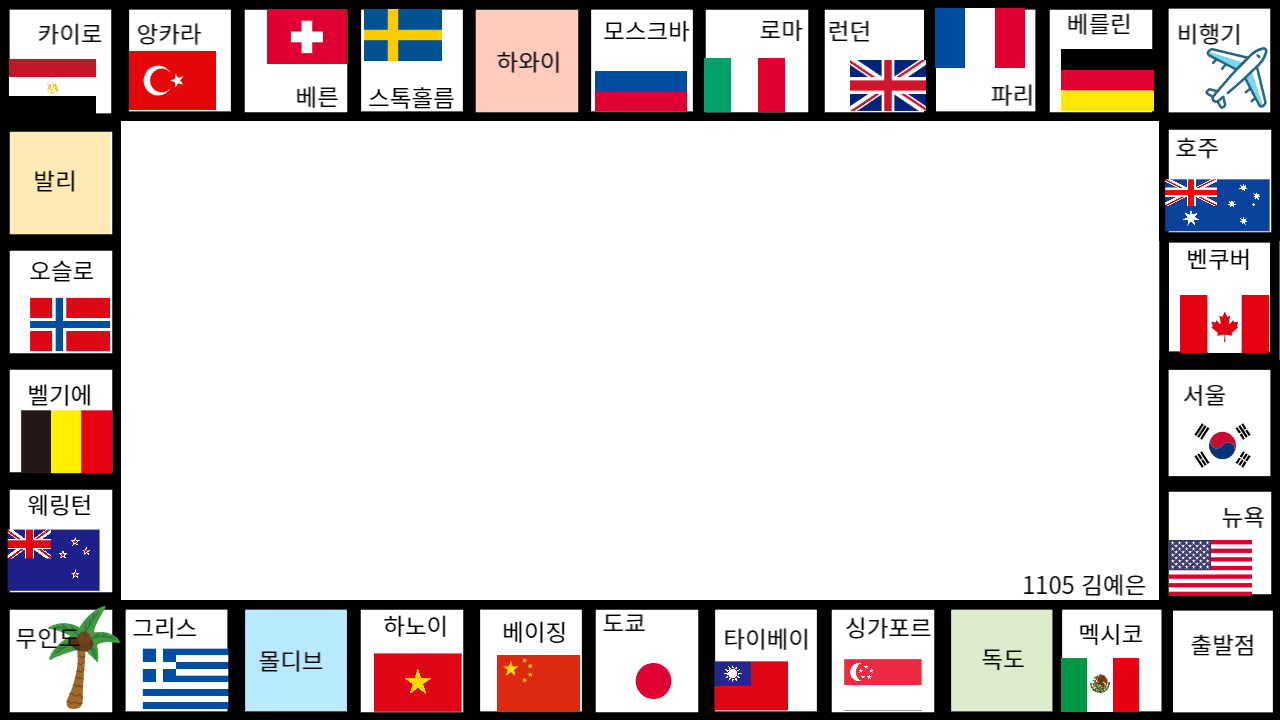 카이로
앙카라
베른
스톡홀름
하와이
모스크바
로마
런던
파리
베를린
비행기
발리
호주
오슬로
벤쿠버
벨기에
서울
웨링턴
뉴욕
1105 김예은
무인도
그리스
몰디브
하노이
베이징
도쿄
타이베이
싱가포르
독도
멕시코
출발점